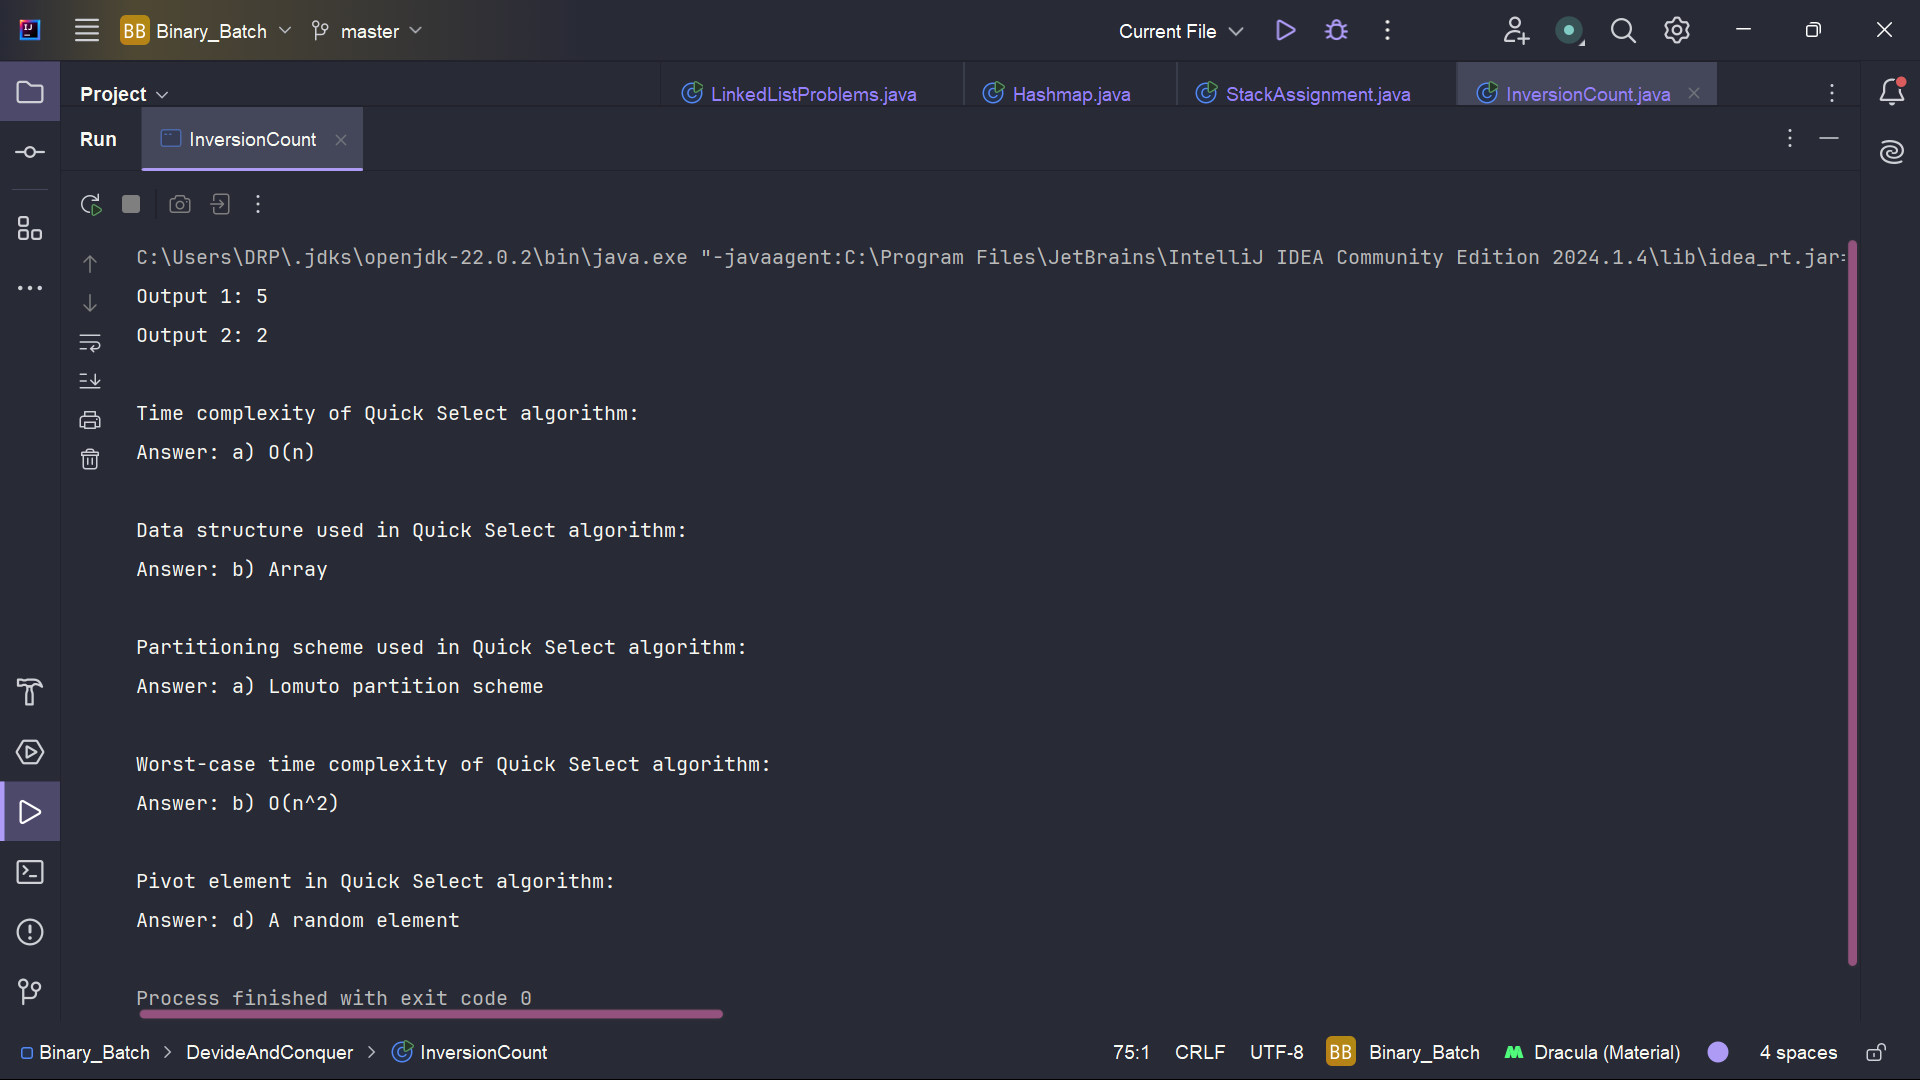 BB Binary_Batch master Current File
Project LinkedListProblems.java Hashmap.java StackAssignment.java InversionCount.java
Run InversionCount
C:\Users\DRP\.jdks\openjdk-22.0.2\bin\java.exe "-javaagent:C:\Program Files\JetBrains\IntelliJ IDEA Community Edition 2024.1.4\lib\idea_rt.jar=
Output 1: 5
Output 2: 2
Time complexity of Quick Select algorithm:
Answer: a) O(n)
Data structure used in Quick Select algorithm:
Answer: b) Array
Partitioning scheme used in Quick Select algorithm:
Answer: a) Lomuto partition scheme
Worst-case time complexity of Quick Select algorithm:
Answer: b) O(n^2)
Pivot element in Quick Select algorithm:
Answer: d) A random element
Process finished with exit code 0
Binary_Batch > DevideAndConquer > InversionCount 75:1 CRLF UTF-8 BB Binary_Batch Dracula (Material) 4 spaces